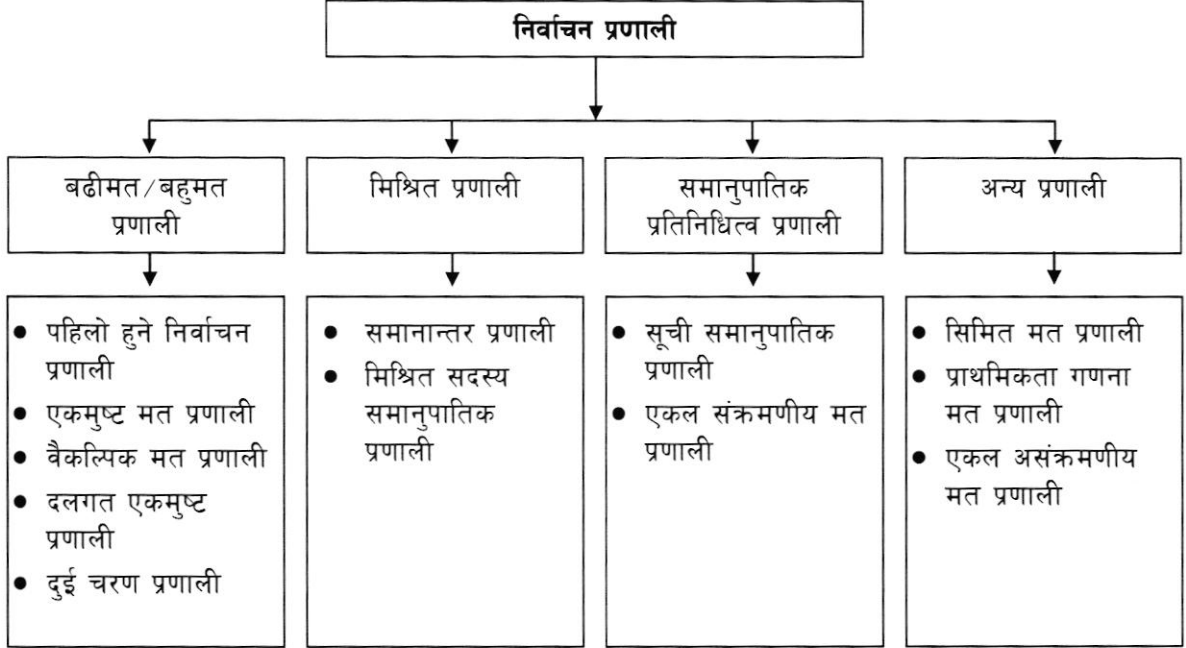 निर्वाचन प्रणाली
बढीमत/बहुमत
प्रणाली
मिश्रित प्रणाली
समानुपातिक
प्रतिनिधित्व प्रणाली
अन्य प्रणाली
• पहिलो हुने निर्वाचन
प्रणाली
• एकमुष्ट मत प्रणाली
• वैकल्पिक मत प्रणाली
• दलगत एकमुष्ट
प्रणाली
• दुई चरण प्रणाली
• समानान्तर प्रणाली
• मिश्रित सदस्य
समानुपातिक
प्रणाली
• सूची समानुपातिक
प्रणाली
• एकल संक्रमणीय मत
प्रणाली
• सिमित मत प्रणाली
• प्राथमिकता गणना
मत प्रणाली
• एकल असंक्रमणीय
मत प्रणाली